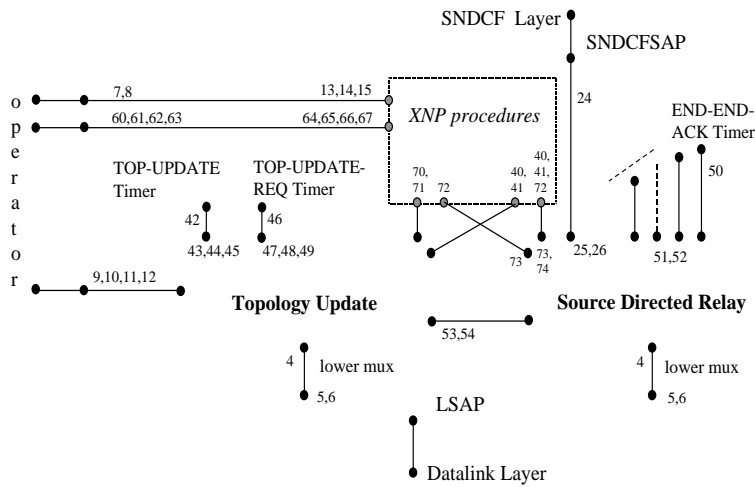 SNDCF Layer
SNDCFSAP
operator
7,8
13,14,15
60,61,62,63
64,65,66,67
XNP procedures
24
END-END-
ACK Timer
50
TOP-UPDATE
Timer
TOP-UPDATE-
REQ Timer
70,
71
72
40,
41
40,
41,
72
42
46
43,44,45
47,48,49
73
73,
74
25,26
51,52
9,10,11,12
Topology Update
Source Directed Relay
53,54
4
lower mux
5,6
4
lower mux
5,6
LSAP
Datalink Layer